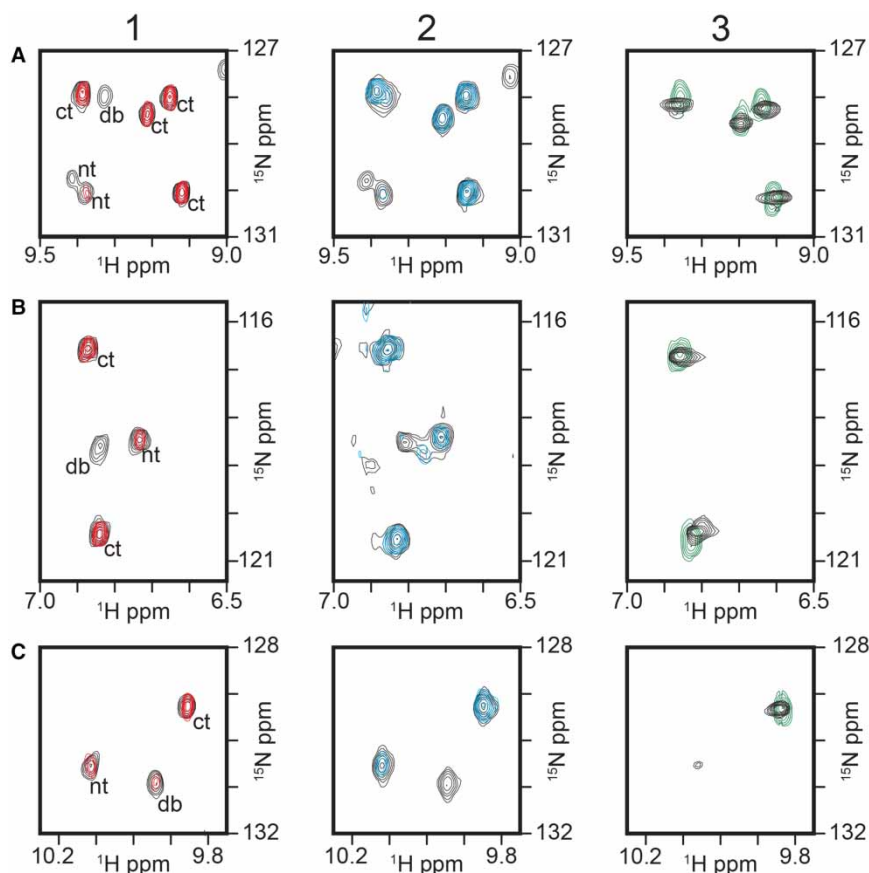 1 2 3
A 127 127 127
ct db ct
ct
nt
nt ct
15N ppm 15N ppm 15N ppm
131 131 131
9.5 9.0 9.5 9.0 9.5 9.0
1H ppm 1H ppm 1H ppm
B 116 116 116
ct
db nt
ct
15N ppm 15N ppm 15N ppm
121 121 121
7.0 6.5 7.0 6.5 7.0 6.5
1H ppm 1H ppm 1H ppm
C 128 128 128
ct
nt db
15N ppm 15N ppm 15N ppm
132 132 132
10.2 9.8 10.2 9.8 10.2 9.8
1H ppm 1H ppm 1H ppm